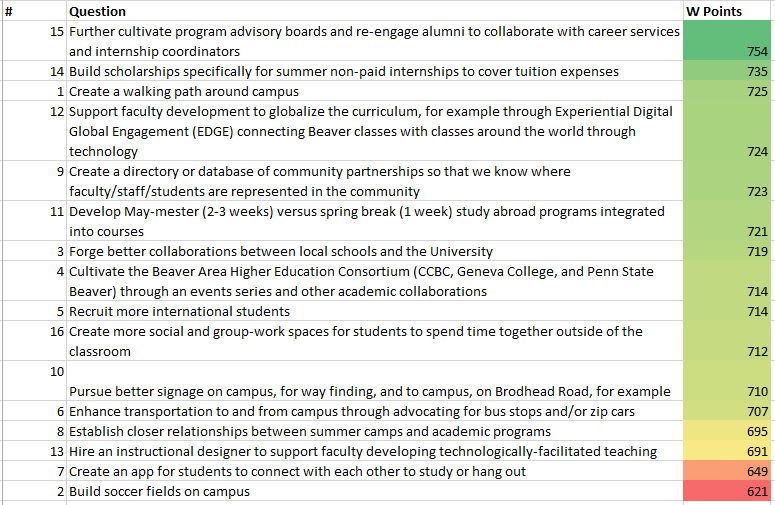 # Question W Points
15 Further cultivate program advisory boards and re-engage alumni to collaborate with career services
and internship coordinators 754
14 Build scholarships specifically for summer non-paid internships to cover tuition expenses 735
1 Create a walking path around campus 725
12 Support faculty development to globalize the curriculum, for example through Experiential Digital
Global Engagement (EDGE) connecting Beaver classes with classes around the world through
technology 724
9 Create a directory or database of community partnerships so that we know where
faculty/staff/students are represented in the community 723
11 Develop May-mester (2-3 weeks) versus spring break (1 week) study abroad programs integrated
into courses 721
3 Forge better collaborations between local schools and the University 719
4 Cultivate the Beaver Area Higher Education Consortium (CCBC, Geneva College, and Penn State
Beaver) through an events series and other academic collaborations 714
5 Recruit more international students 714
16 Create more social and group-work spaces for students to spend time together outside of the
classroom 712
10
Pursue better signage on campus, for way finding, and to campus, on Brodhead Road, for example 710
6 Enhance transportation to and from campus through advocating for bus stops and/or zip cars 707
8 Establish closer relationships between summer camps and academic programs 695
13 Hire an instructional designer to support faculty developing technologically-facilitated teaching 691
7 Create an app for students to connect with each other to study or hang out 649
2 Build soccer fields on campus 621